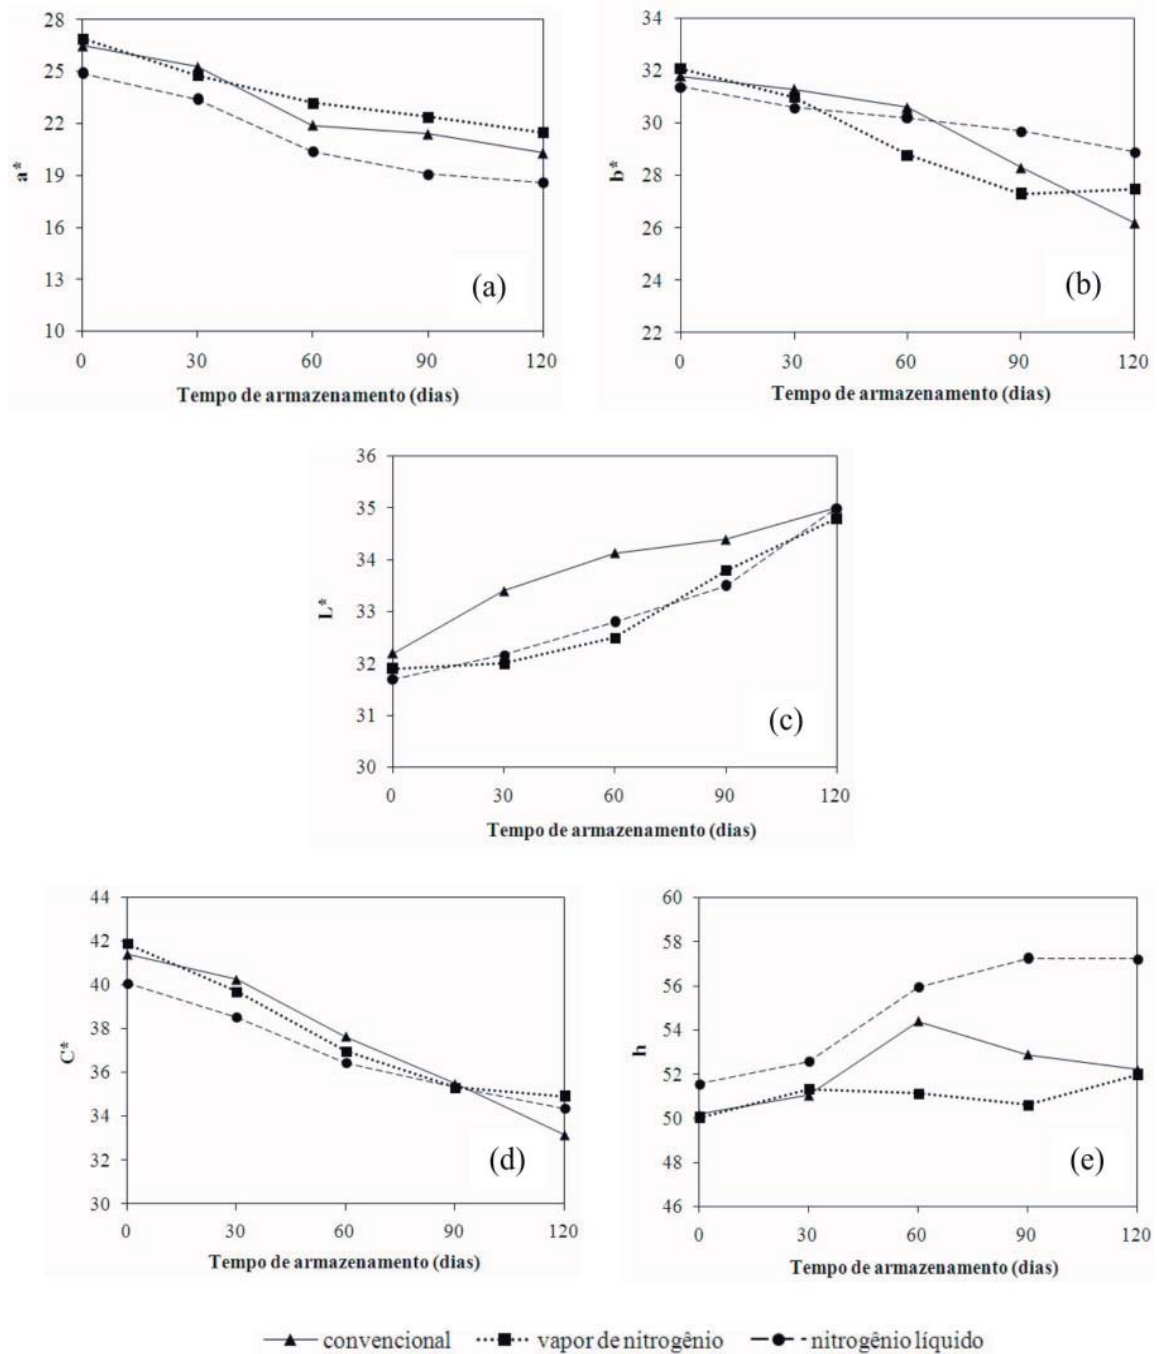 28
25
22
19
16
13
10
a*
(a)
0 30 60 90 120
Tempo de armazenamento (dias)
34
32
30
28
26
24
22
b*
(b)
0 30 60 90 120
Tempo de armazenamento (dias)
36
35
34
33
32
31
30
L*
(c)
0 30 60 90 120
Tempo de armazenamento (dias)
44
42
40
38
36
34
32
30
C*
(d)
0 30 60 90 120
Tempo de armazenamento (dias)
60
58
56
54
52
50
48
46
h
(e)
0 30 60 90 120
Tempo de armazenamento (dias)
convencional vapor de nitrogênio nitrogênio líquido